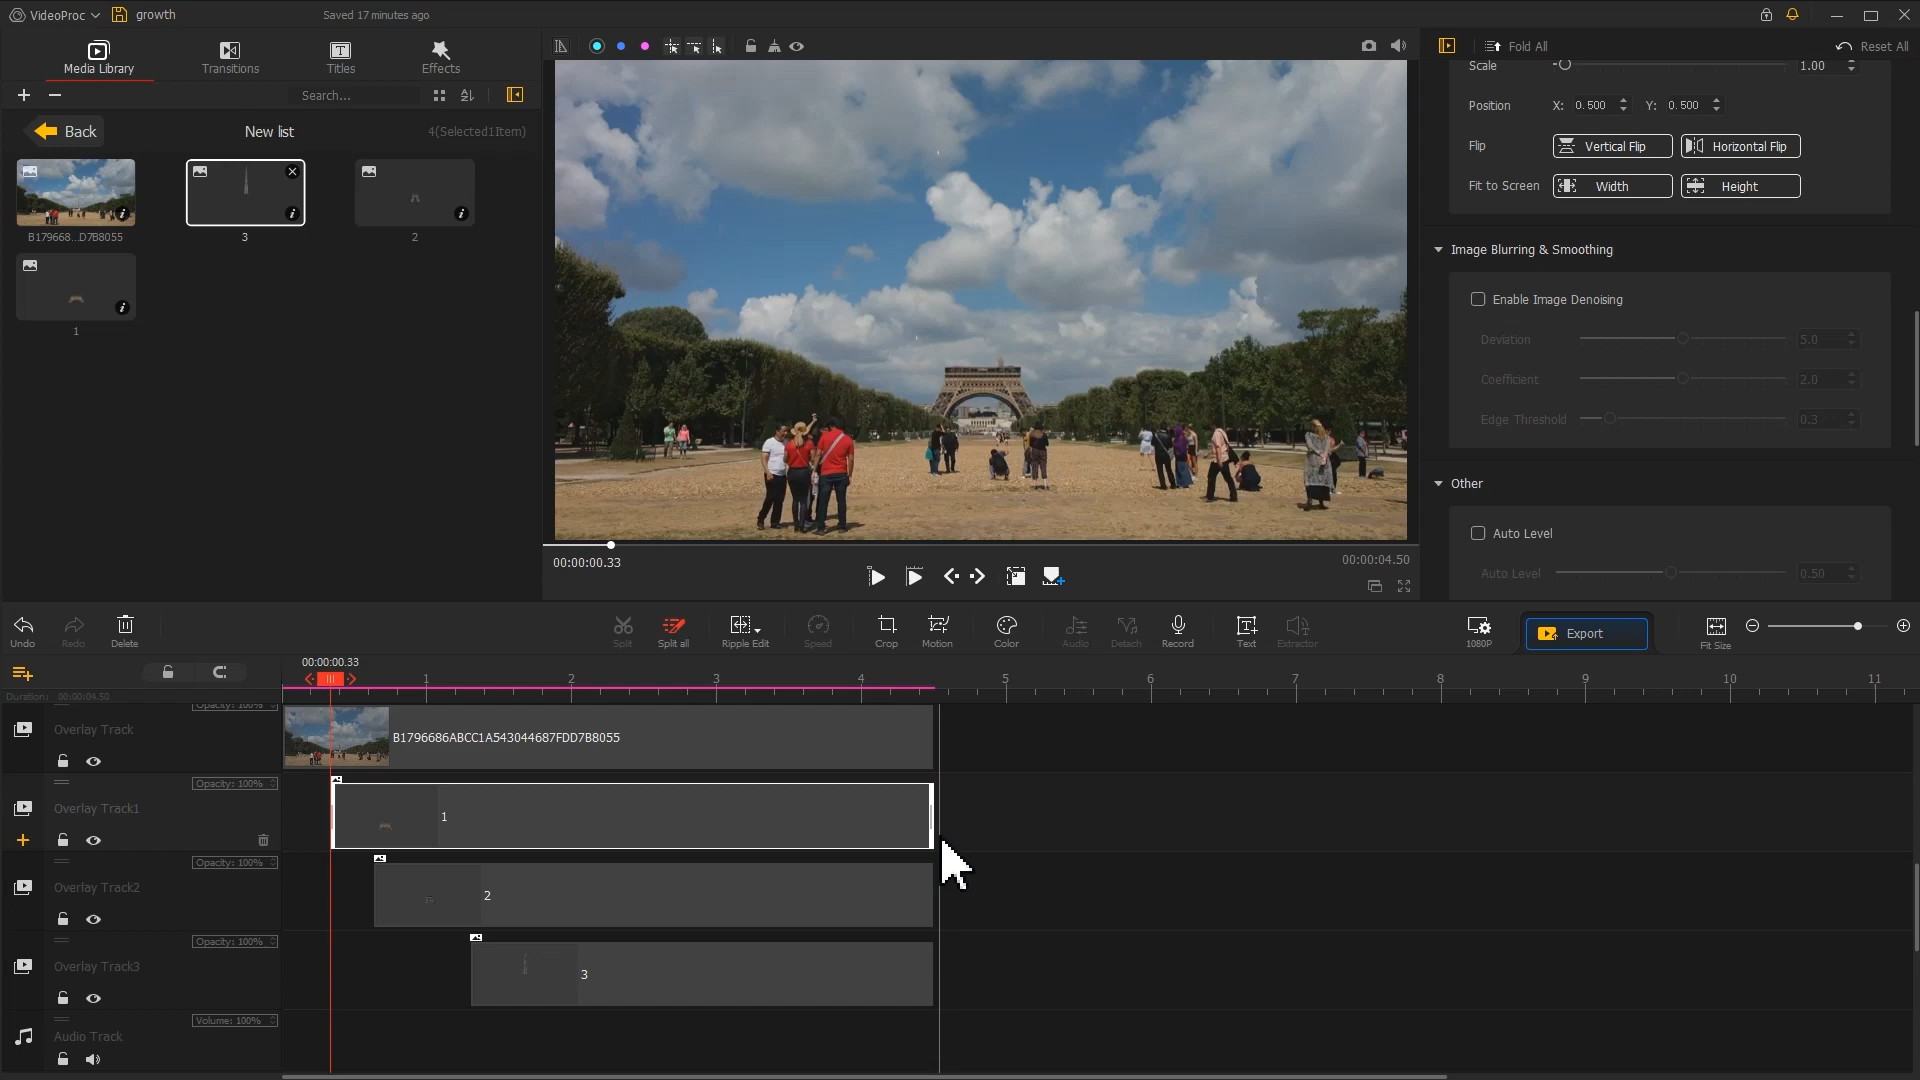 VideoProc
growth
Saved 17 minutes ago
Media Library
Transitions
Titles
Effects
Search...
Back
New list
4(Selected1Item)
B179668...D7B8055
3
2
1
Fold All
Reset All
Scale
1.00
Position
X: 0.500
Y: 0.500
Flip
Vertical Flip
Horizontal Flip
Fit to Screen
Width
Height
Image Blurring & Smoothing
Enable Image Denoising
Deviation
5.0
Coefficient
2.0
Edge Threshold
0.3
Other
Auto Level
Auto Level
0.50
00:00:00.33
00:00:04.50
Undo
Redo
Delete
Split
Split all
Ripple Edit
Speed
Crop
Motion
Color
Audio
Detach
Record
Text
Extractor
1080P
Export
Fit Size
00:00:00.33
1 2 3 4 5 6 7 8 9 10 11
Duration: 00:00:04.50
Opacity: 100%
Overlay Track
B1796686ABCC1A543044687FDD7B8055
Opacity: 100%
Overlay Track1
1
Opacity: 100%
Overlay Track2
2
Opacity: 100%
Overlay Track3
3
Volume: 100%
Audio Track